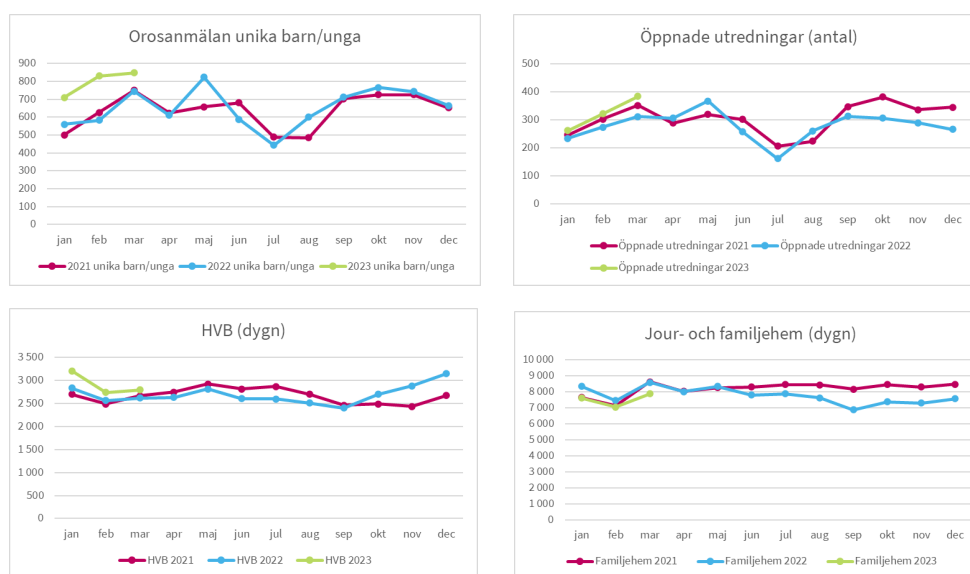 Orosanmälan unika barn/unga
900
800
700
600
500
400
300
200
100
0
jan feb mar apr maj jun jul aug sep okt nov dec
2021 unika barn/unga 2022 unika barn/unga 2023 unika barn/unga
Öppnade utredningar (antal)
500
400
300
200
100
0
jan feb mar apr maj jun jul aug sep okt nov dec
Öppnade utredningar 2021 Öppnade utredningar 2022
Öppnade utredningar 2023
HVB (dygn)
3 500
3 000
2 500
2 000
1 500
1 000
500
0
jan feb mar apr maj jun jul aug sep okt nov dec
HVB 2021 HVB 2022 HVB 2023
Jour- och familjehem (dygn)
10 000
9 000
8 000
7 000
6 000
5 000
4 000
3 000
2 000
1 000
0
jan feb mar apr maj jun jul aug sep okt nov dec
Familjehem 2021 Familjehem 2022 Familjehem 2023